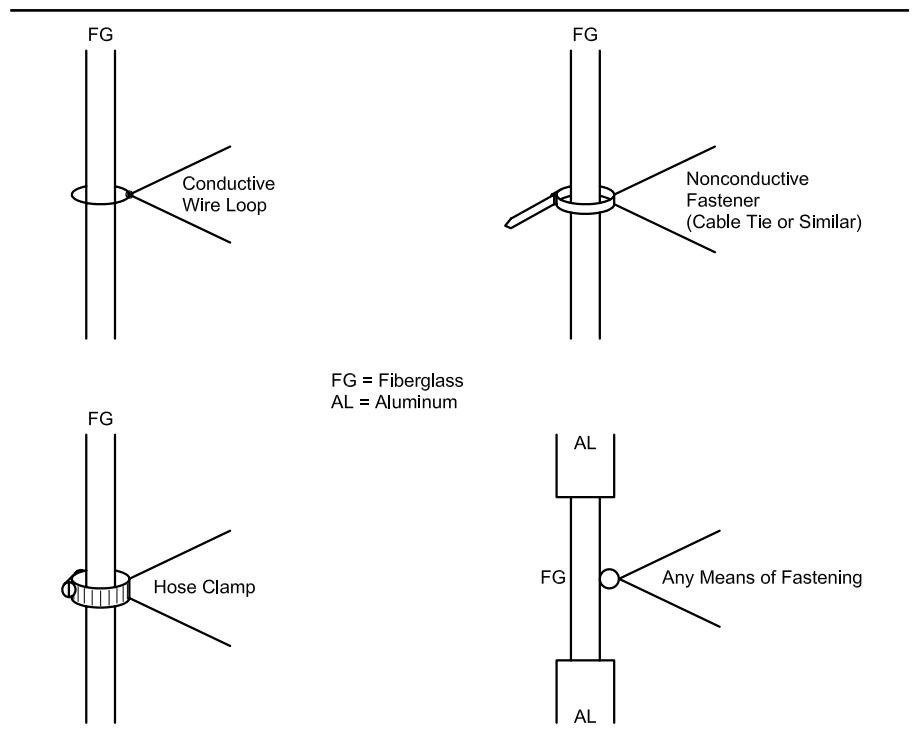 FG
Conductive
Wire Loop
FG
Nonconductive
Fastener
(Cable Tie or Similar)
FG = Fiberglass
AL = Aluminum
FG
Hose Clamp
AL
FG
Any Means of Fastening
AL